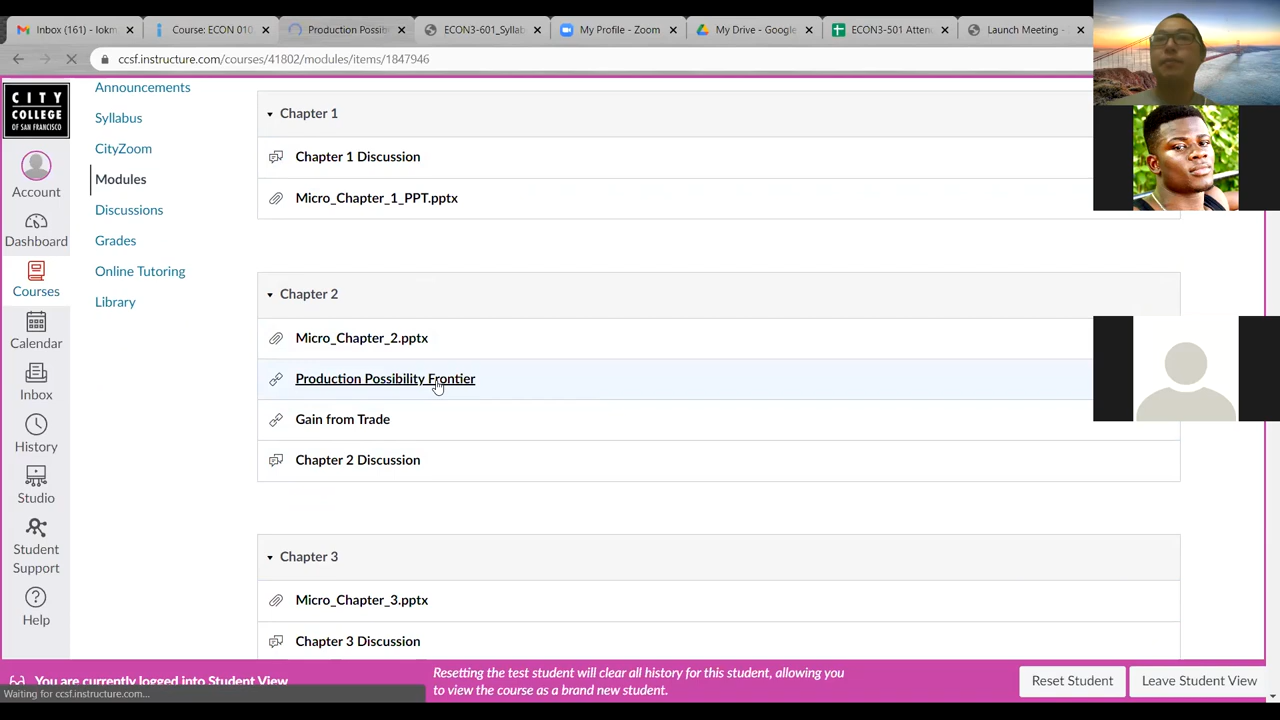 Inbox (161) - lokm
Course: ECON 010
Production Possib
ECON3-601_Syllab
My Profile - Zoom
My Drive - Google
ECON3-501 Atten
Launch Meeting -
ccsf.instructure.com/courses/41802/modules/items/1847946
CITY
COLLEGE
OF SAN FRANCISCO
Account
Dashboard
Courses
Calendar
Inbox
History
Studio
Student
Support
Help
Announcements
Syllabus
CityZoom
Modules
Discussions
Grades
Online Tutoring
Library
Chapter 1
Chapter 1 Discussion
Micro_Chapter_1_PPT.pptx
Chapter 2
Micro_Chapter_2.pptx
Production Possibility Frontier
Gain from Trade
Chapter 2 Discussion
Chapter 3
Micro_Chapter_3.pptx
Chapter 3 Discussion
You are currently logged into Student View
Waiting for ccsf.instructure.com...
Resetting the test student will clear all history for this student, allowing you
to view the course as a brand new student.
Reset Student
Leave Student View